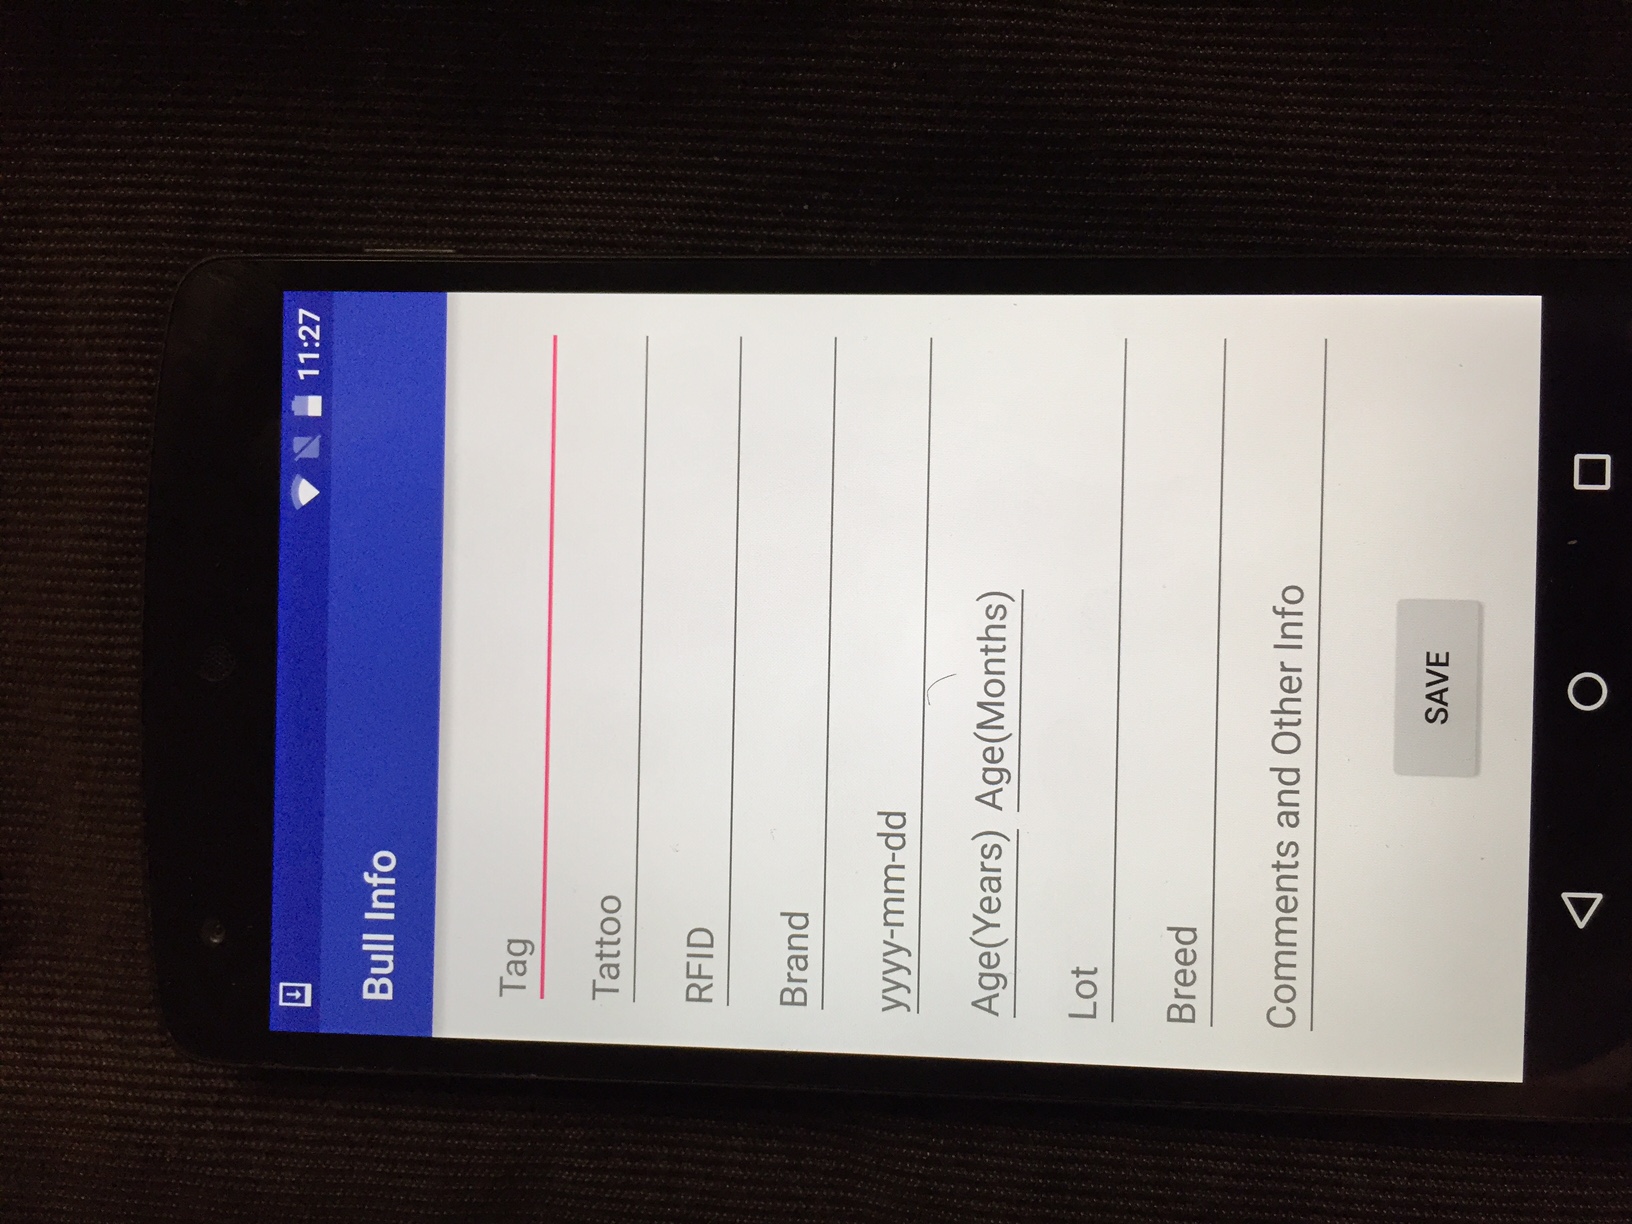 11:27
Bull Info
Tag
Tattoo
RFID
Brand
yyyy-mm-dd
Age(Years) Age(Months)
Lot
Breed
Comments and Other Info
SAVE